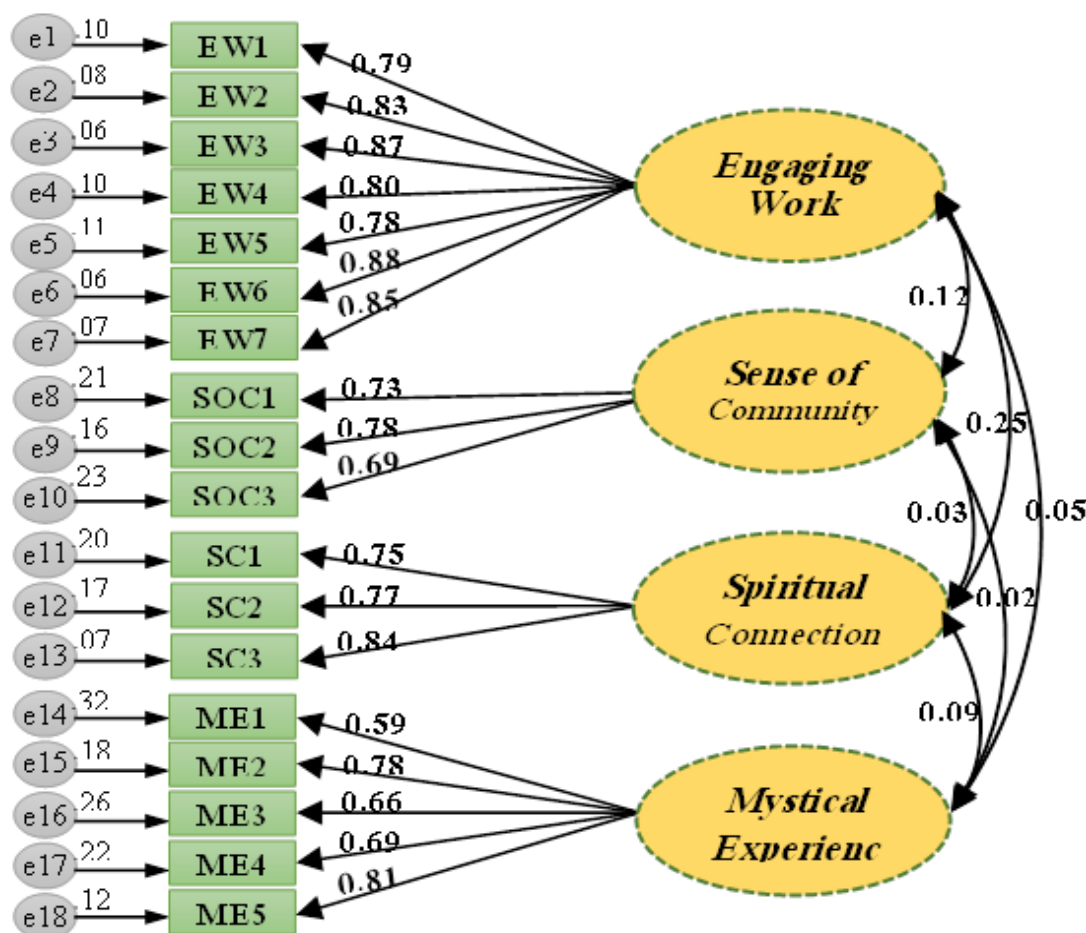 e1 .10 EW1 0.79
e2 .08 EW2 0.83
e3 .06 EW3 0.87
e4 .10 EW4 0.80
e5 .11 EW5 0.78
e6 .06 EW6 0.88
e7 .07 EW7 0.85
Engaging
Work
0.12
e8 .21 SOC1 0.73
e9 .16 SOC2 0.78
e10 .23 SOC3 0.69
Sense of
Community
0.25
0.03
0.05
e11 .20 SC1 0.75
e12 .17 SC2 0.77
e13 .07 SC3 0.84
Spiritual
Connection
0.02
0.09
e14 .32 ME1 0.59
e15 .18 ME2 0.78
e16 .26 ME3 0.66
e17 .22 ME4 0.69
e18 .12 ME5 0.81
Mystical
Experienc